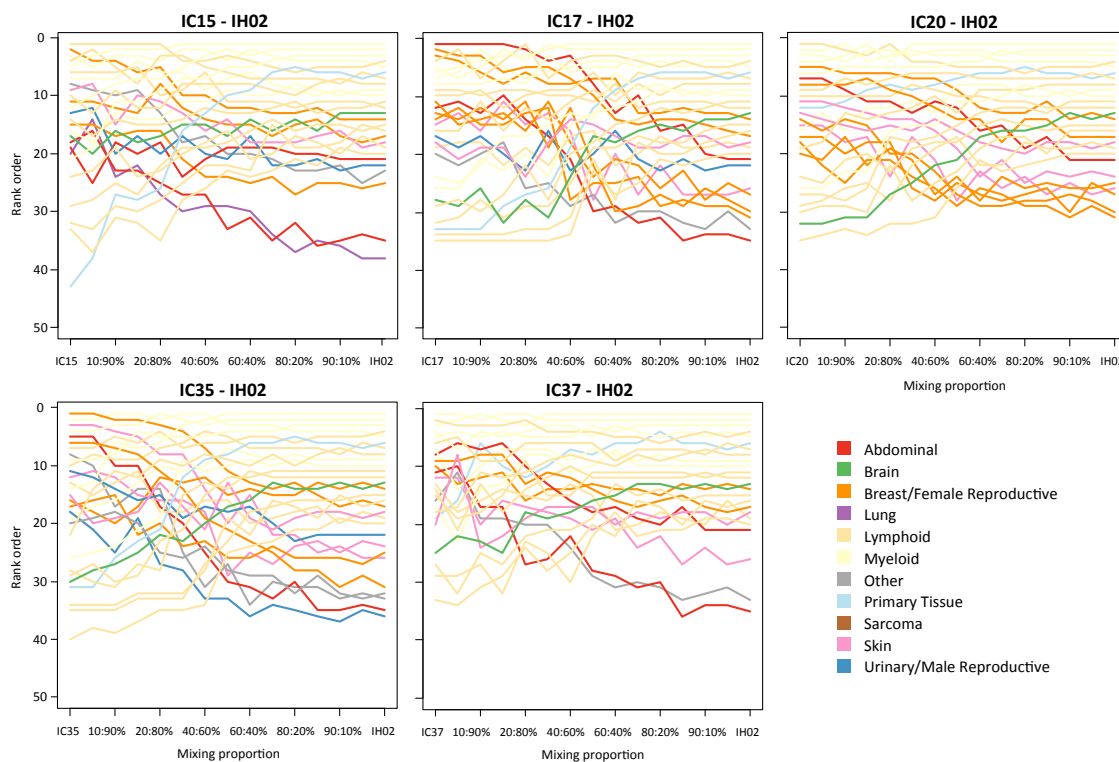 IC15 - IH02
IC17 - IH02
IC20 - IH02
Rank order
0
10
20
30
40
50
IC15 10:90% 20:80% 40:60% 60:40% 80:20% 90:10% IH02
IC17 10:90% 20:80% 40:60% 60:40% 80:20% 90:10% IH02
IC20 10:90% 20:80% 40:60% 60:40% 80:20% 90:10% IH02
Mixing proportion
IC35 - IH02
IC37 - IH02
Rank order
0
10
20
30
40
50
IC35 10:90% 20:80% 40:60% 60:40% 80:20% 90:10% IH02
IC37 10:90% 20:80% 40:60% 60:40% 80:20% 90:10% IH02
Mixing proportion
Mixing proportion
Abdominal
Brain
Breast/Female Reproductive
Lung
Lymphoid
Myeloid
Other
Primary Tissue
Sarcoma
Skin
Urinary/Male Reproductive